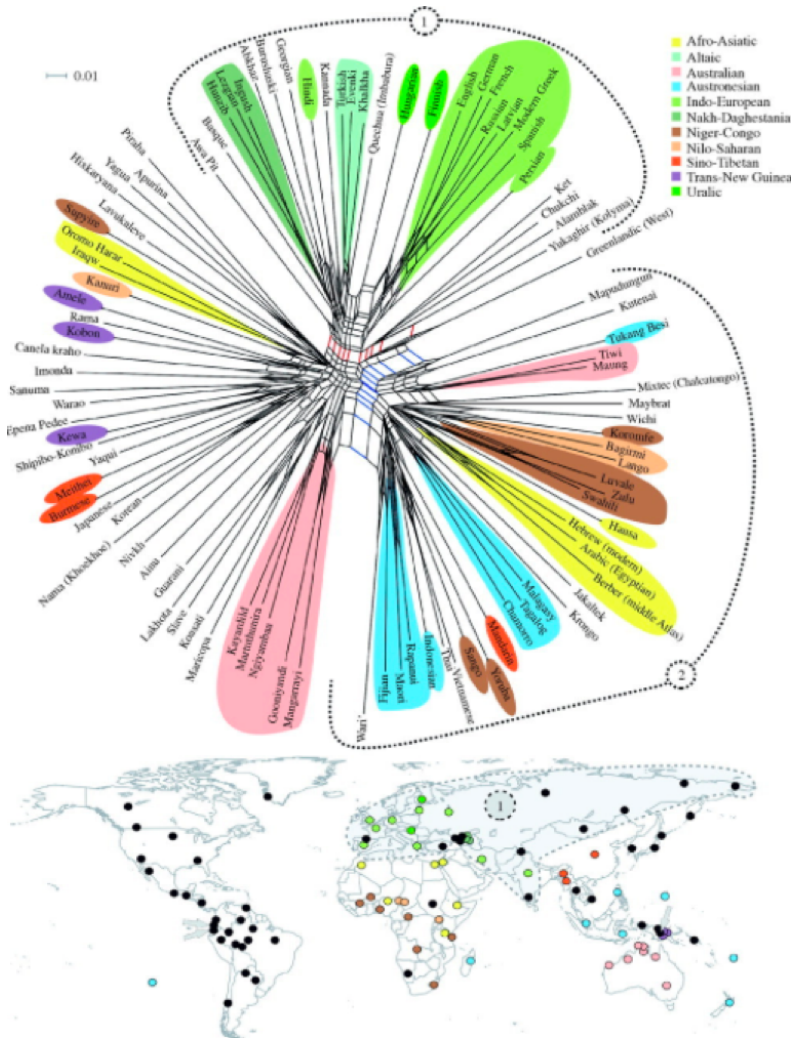 1
0.01
Afro-Asiatic
Altaic
Australian
Austronesian
Indo-European
Nakh-Daghestania
Niger-Congo
Nilo-Saharan
Sino-Tibetan
Trans-New Guinea
Uralic
Awa Pit
Basque
Hunzib
Lezgian
Ingush
Abkhaz
Burushaski
Georgian
Hindi
Kannada
Turkish
Evenki
Khalkha
Quechua (Imbabura)
Hungarian
Finnish
English
German
French
Russian
Latvian
Modern Greek
Spanish
Persian
Ket
Chukchi
Alamblak
Yukaghir (Kolyma)
Greenlandic (West)
Mapudungun
Kutenai
Tukang Besi
Tiwi
Maung
Mixtec (Chalcatongo)
Maybrat
Wichi
Koromfe
Bagirmi
Lango
Luvale
Zulu
Swahili
Hausa
Hebrew (modern)
Arabic (Egyptian)
Berber (middle Atlas)
Jakaltek
Krongo
Malagasy
Tagalog
Chamorro
Mandarin
Yoruba
Sango
Vietnamese
Thai
Indonesian
Rapanui
Maori
Fijian
Wari'
2
Mangarrayi
Gooniyandi
Ngiyambaa
Martuthunira
Kayardild
Maricopa
Koasati
Slave
Lakhota
Guarani
Ainu
Nivkh
Nama (Khoekhoe)
Korean
Japanese
Burmese
Meithei
Yaqui
Shipibo-Konibo
Kewa
Epena Pedee
Warao
Sanuma
Imonda
Canela kraho
Kobon
Rama
Amele
Kanuri
Iraqw
Oromo Harar
Supyire
Lavukaleve
Hixkaryana
Yagua
Apurina
Piraha
1